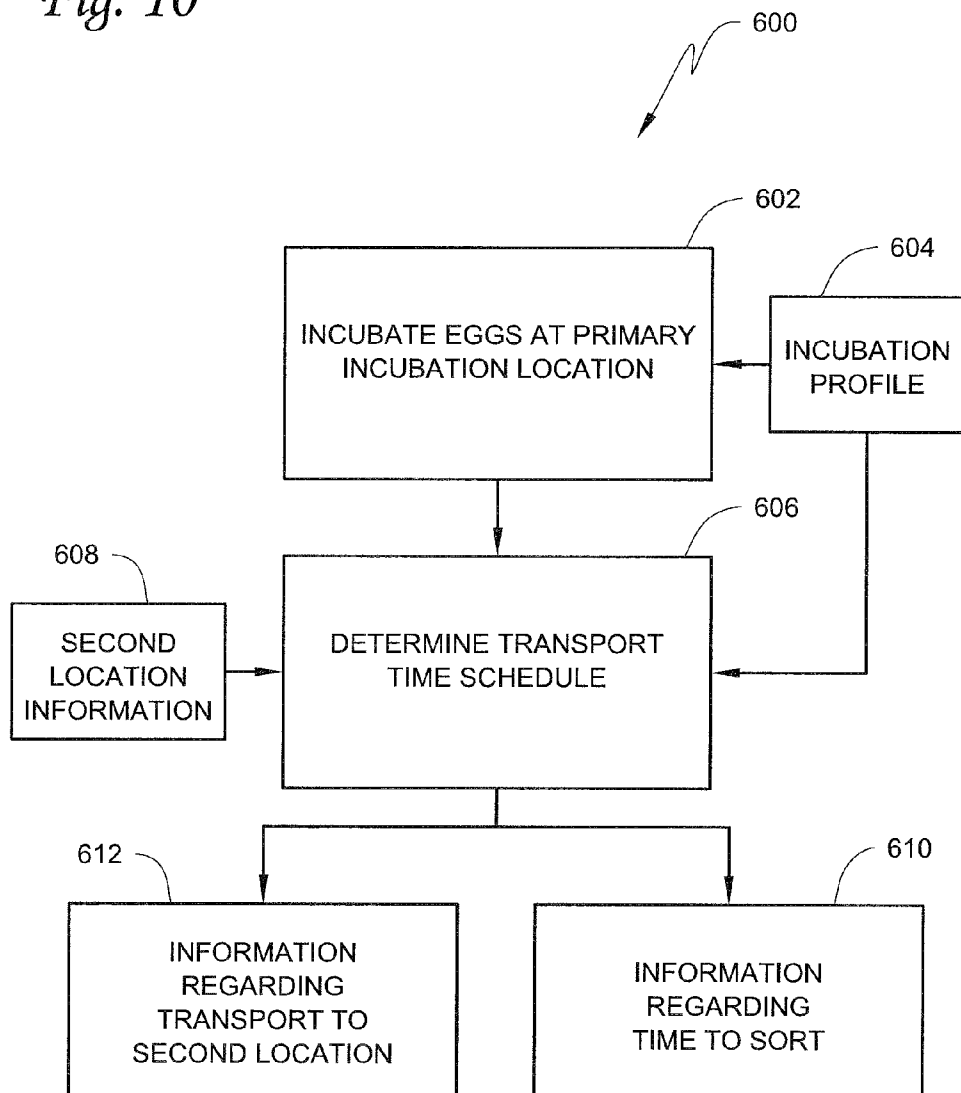 Fig. 10
600
602
604
INCUBATE EGGS AT PRIMARY
INCUBATION LOCATION
INCUBATION
PROFILE
606
608
SECOND
LOCATION
INFORMATION
DETERMINE TRANSPORT
TIME SCHEDULE
612
610
INFORMATION
REGARDING
TRANSPORT TO
SECOND LOCATION
INFORMATION
REGARDING
TIME TO SORT